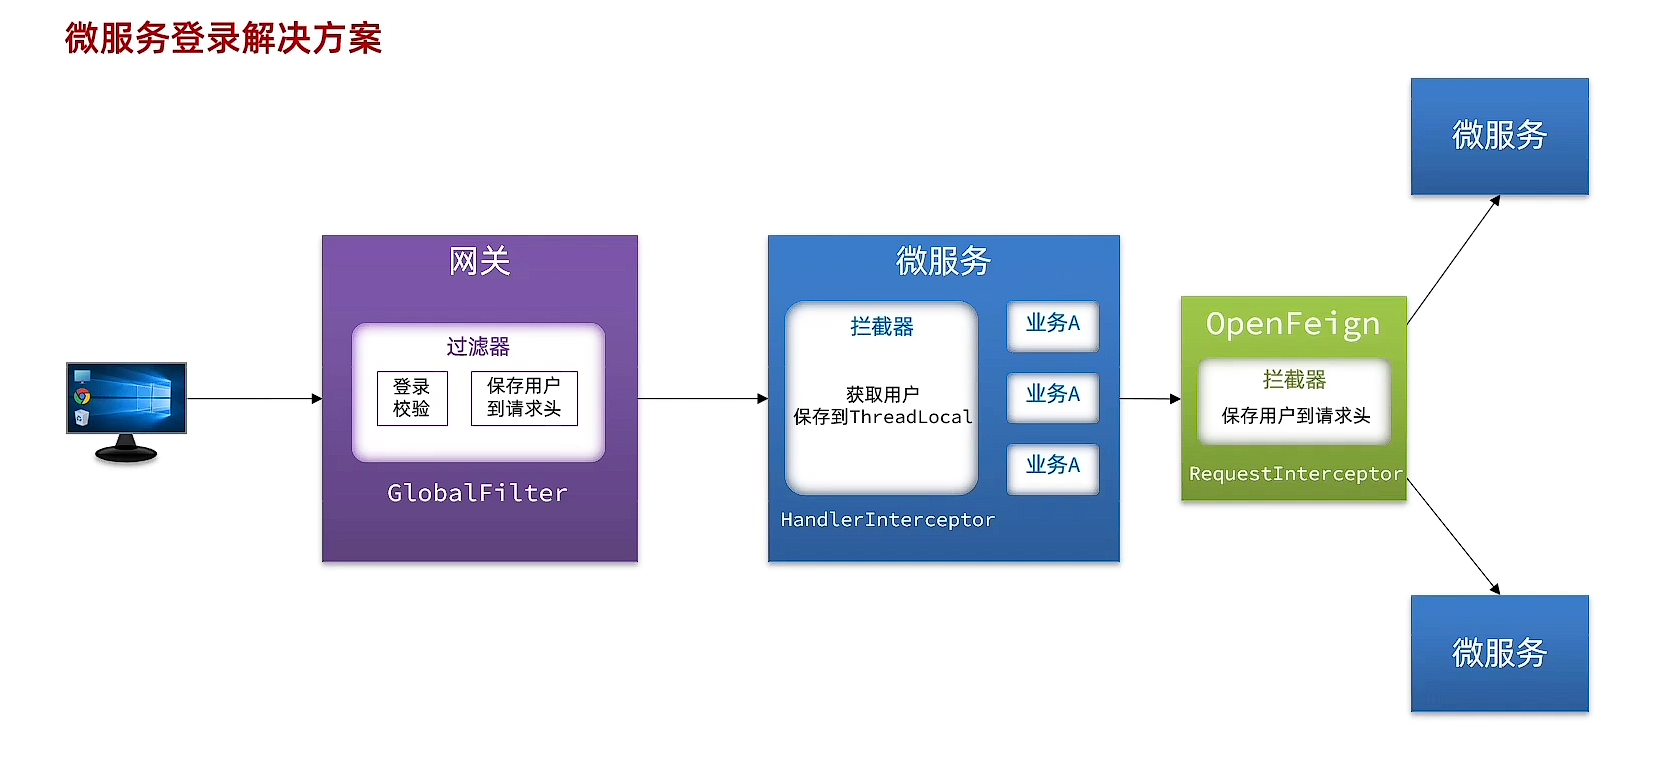 微服务登录解决方案
微服务
网关
过滤器
登录
校验
保存用户
到请求头
GlobalFilter
微服务
拦截器
获取用户
保存到ThreadLocal
业务A
业务A
业务A
HandlerInterceptor
OpenFeign
拦截器
保存用户到请求头
RequestInterceptor
微服务